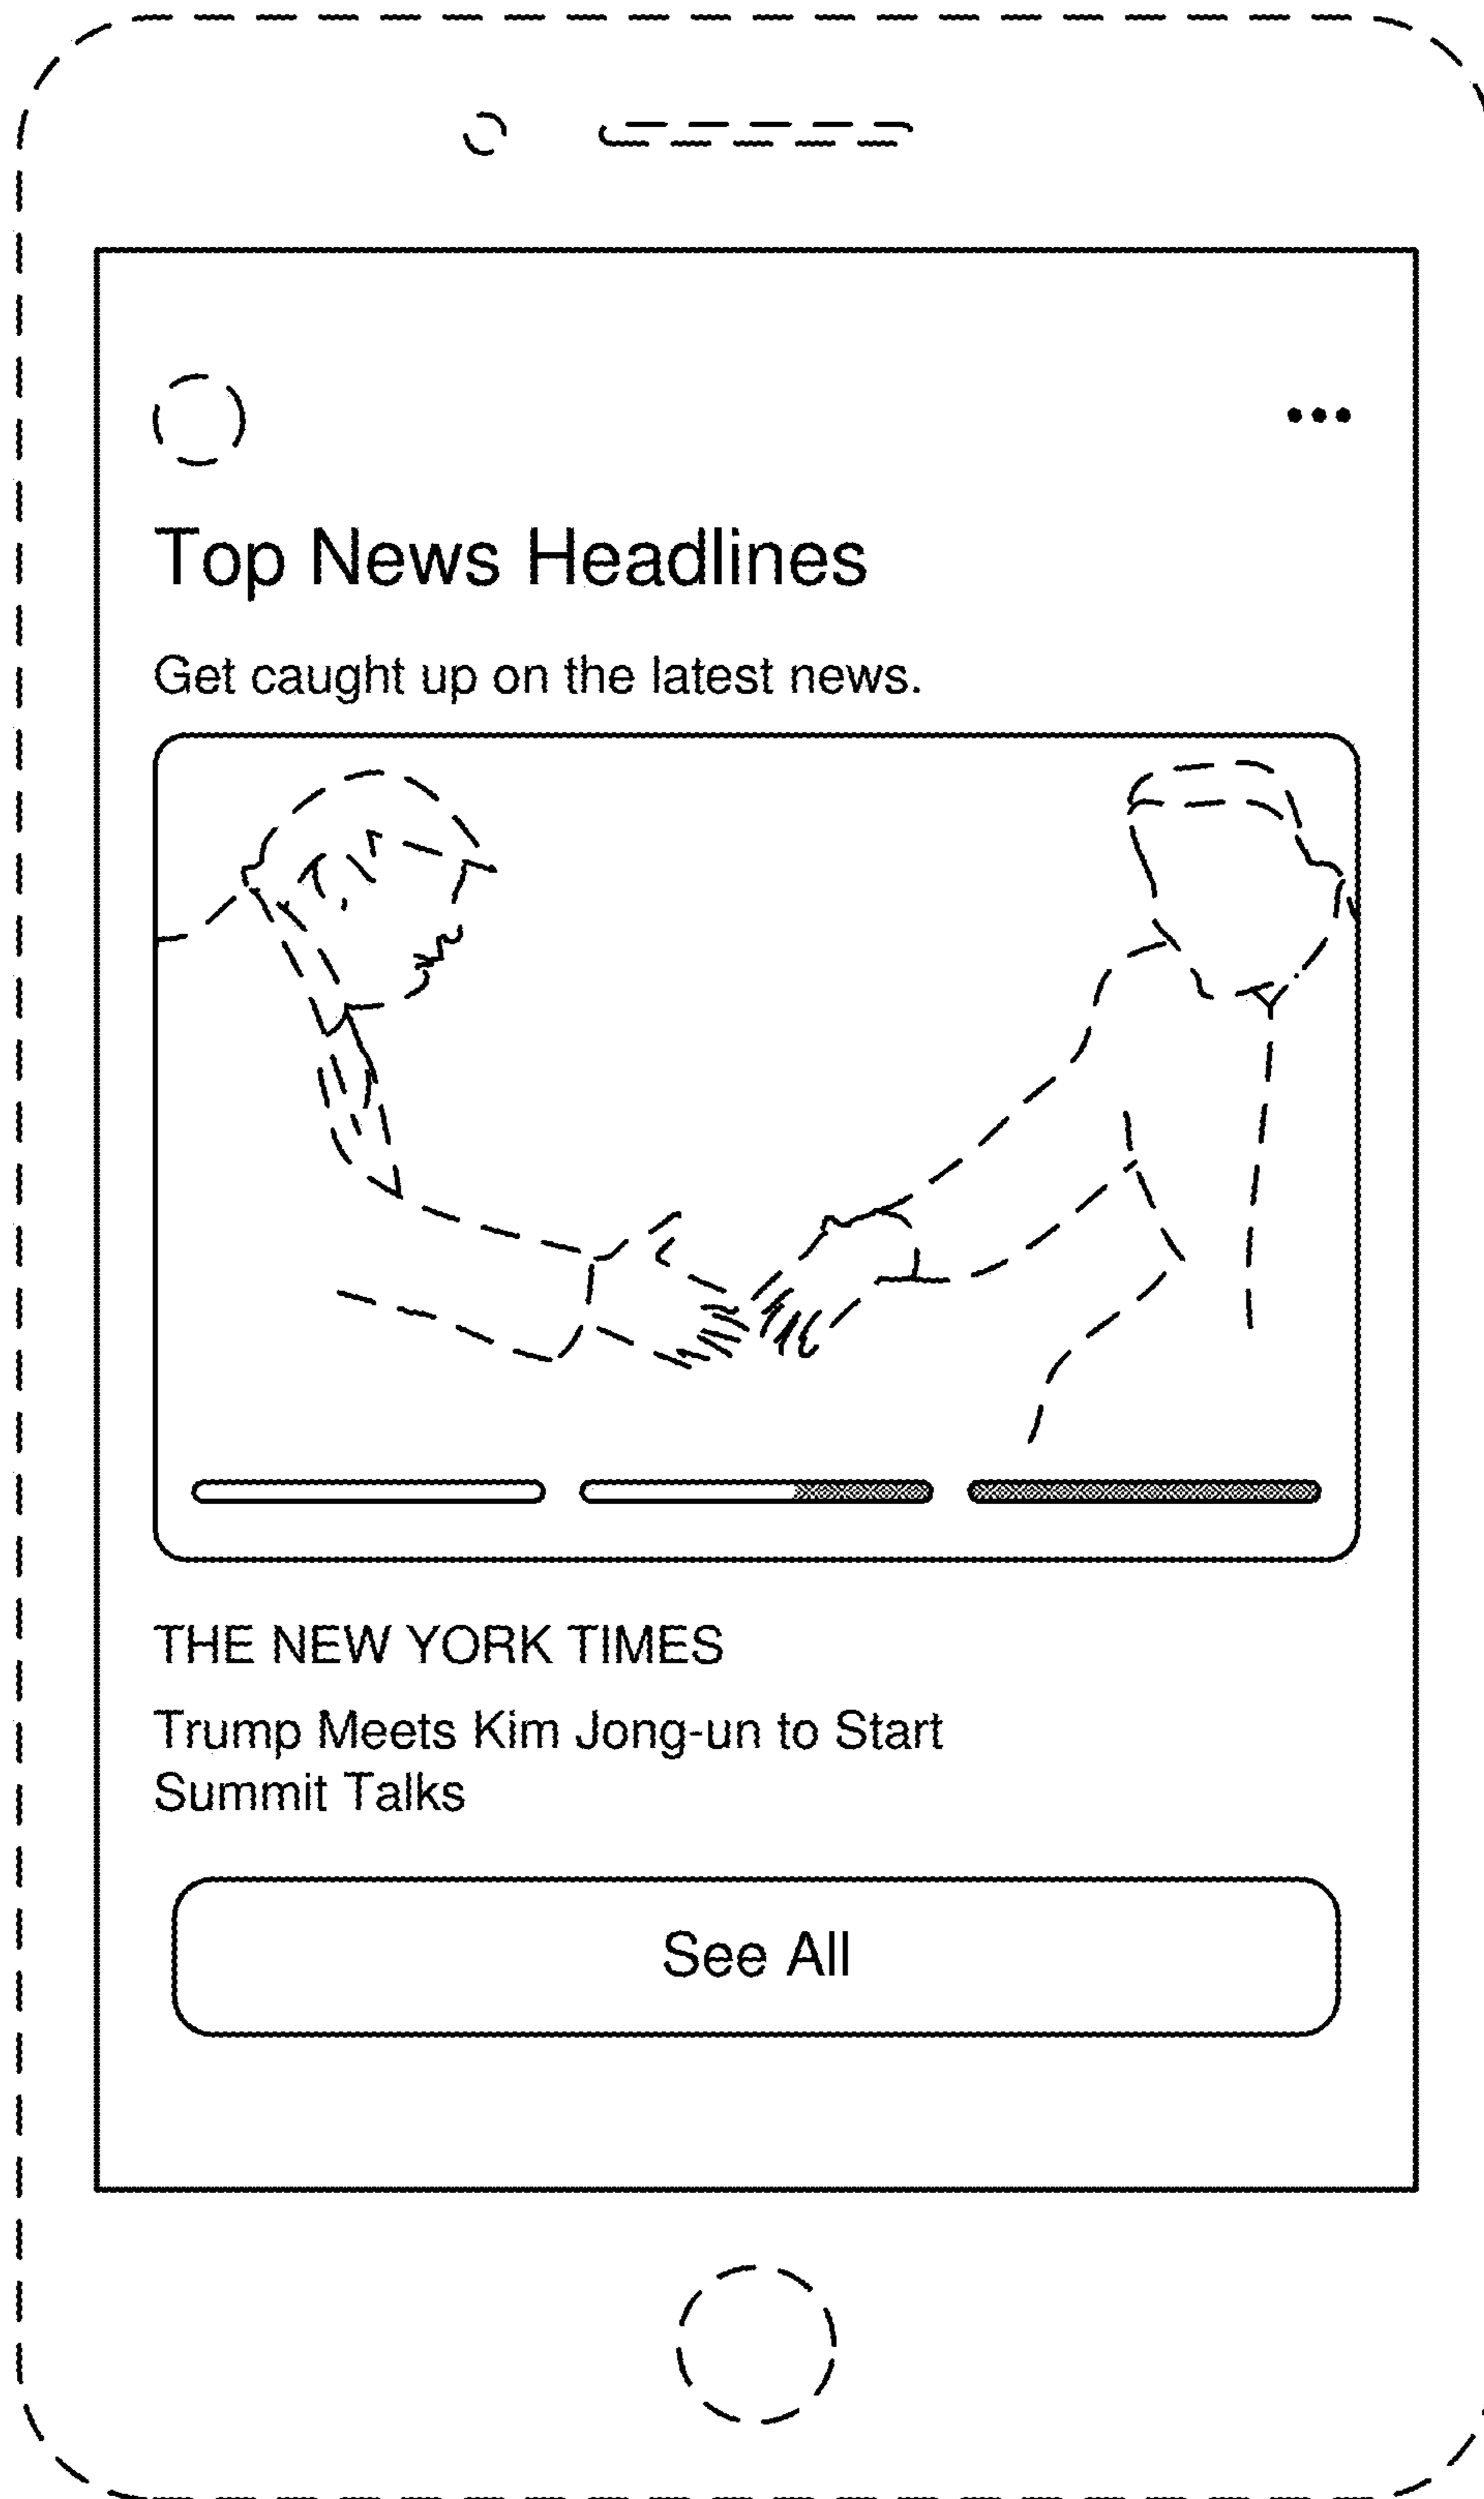 Top News Headlines
Get caught up on the latest news.
THE NEW YORK TIMES
Trump Meets Kim Jong-un to Start
Summit Talks
See All